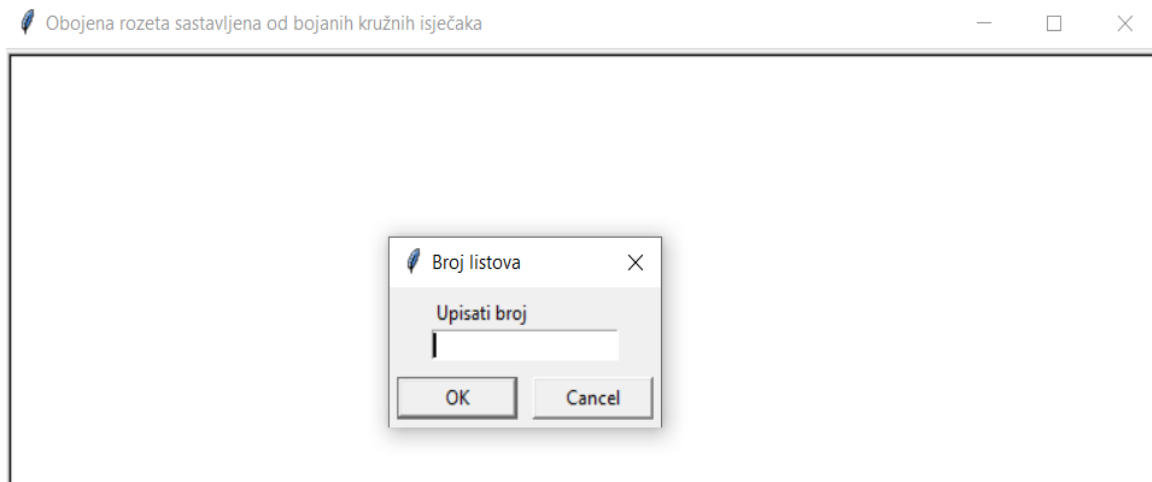 Obojena rozeta sastavljena od bojanih kružnih isječaka
Broj listova
Upisati broj
OK Cancel